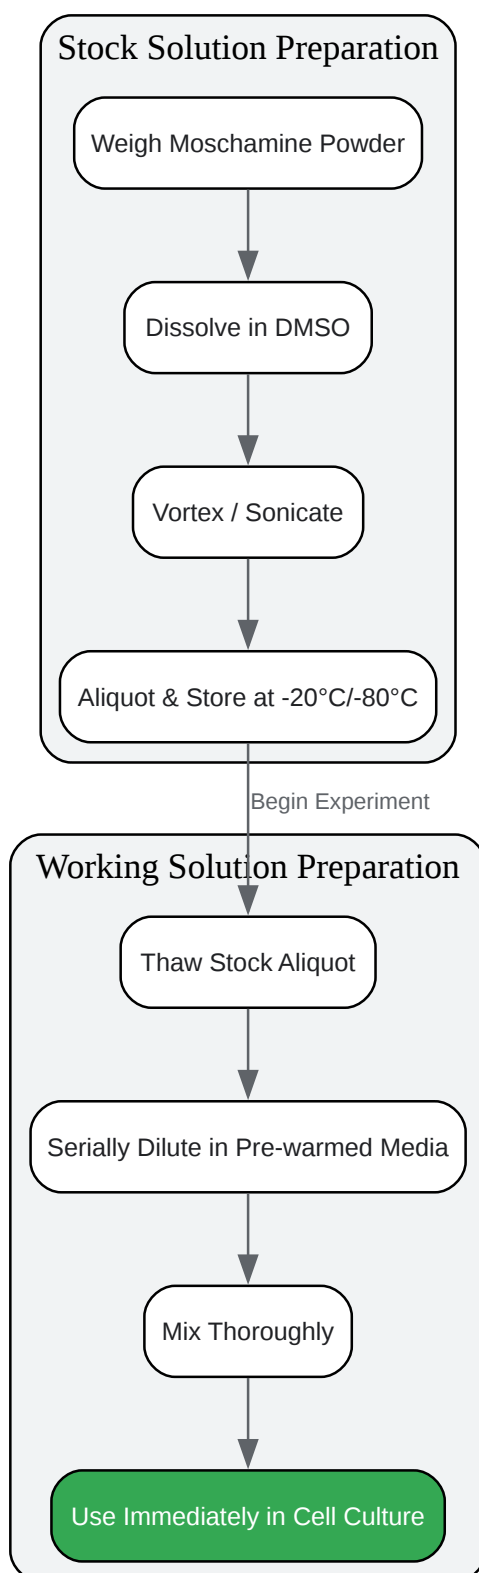 Stock Solution Preparation
Weigh Moschamine Powder
Dissolve in DMSO
Vortex / Sonicate
Aliquot & Store at -20°C/-80°C
Begin Experiment
Working Solution Preparation
Thaw Stock Aliquot
Serially Dilute in Pre-warmed Media
Mix Thoroughly
Use Immediately in Cell Culture